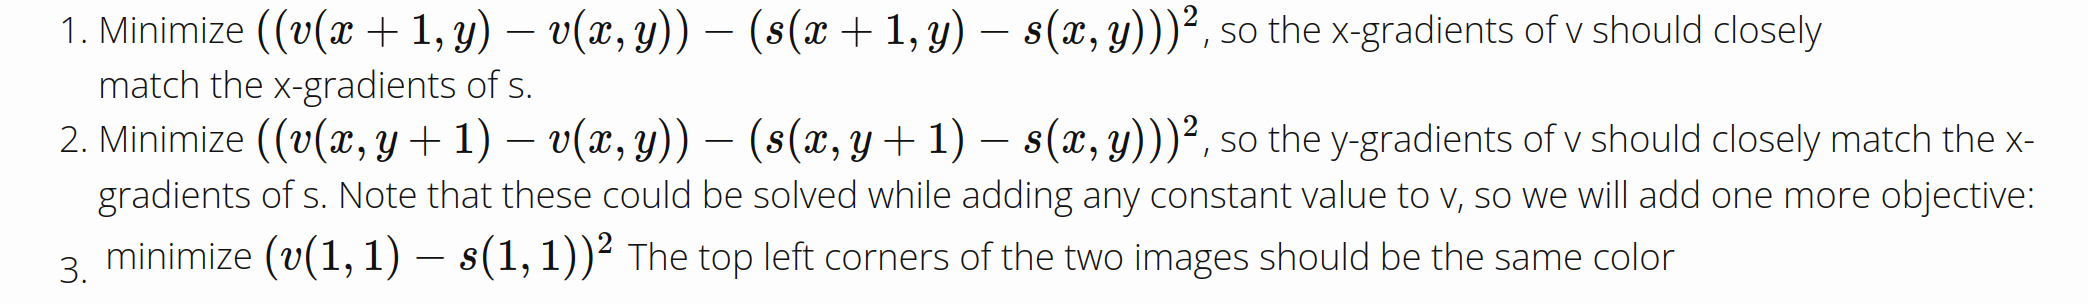 1. Minimize ((v(x + 1, y) − v(x, y)) − (s(x + 1, y) − s(x, y)))², so the x-gradients of v should closely
match the x-gradients of s.
2. Minimize ((v(x, y + 1) − v(x, y)) − (s(x, y + 1) − s(x, y)))², so the y-gradients of v should closely match the x-
gradients of s. Note that these could be solved while adding any constant value to v, so we will add one more objective:
3. minimize (v(1, 1) − s(1, 1))² The top left corners of the two images should be the same color